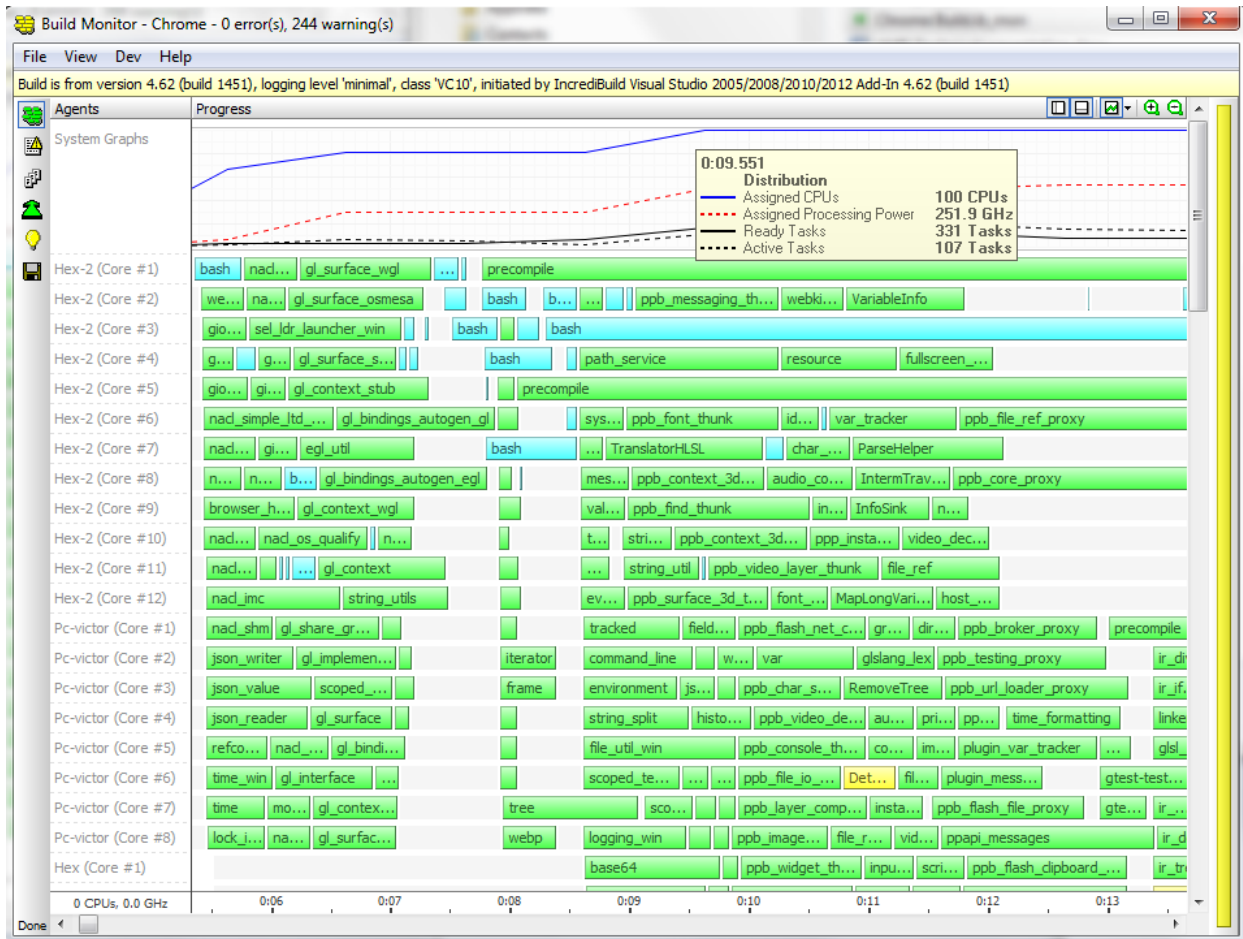 Build Monitor - Chrome - 0 error(s), 244 warning(s)
File View Dev Help
Build is from version 4.62 (build 1451), logging level 'minimal', class 'VC10', initiated by IncrediBuild Visual Studio 2005/2008/2010/2012 Add-In 4.62 (build 1451)
Agents Progress
System Graphs
0:09.551
Distribution
Assigned CPUs 100 CPUs
Assigned Processing Power 251.9 GHz
Ready Tasks 331 Tasks
Active Tasks 107 Tasks
Hex-2 (Core #1) bash nacl... gl_surface_wgl ... precompile
Hex-2 (Core #2) we... na... gl_surface_osmesa bash b... ... ppb_messaging_th... webki... VariableInfo
Hex-2 (Core #3) gio... sel_ldr_launcher_win bash bash
Hex-2 (Core #4) g... g... gl_surface_s... bash path_service resource fullscreen_...
Hex-2 (Core #5) gio... gi... gl_context_stub precompile
Hex-2 (Core #6) nacl_simple_ltd_... gl_bindings_autogen_gl sys... ppb_font_thunk id... var_tracker ppb_file_ref_proxy
Hex-2 (Core #7) nacl... gi... egl_util bash ... TranslatorHLSL char_... ParseHelper
Hex-2 (Core #8) n... n... b... gl_bindings_autogen_egl mes... ppb_context_3d... audio_co... IntermTrav... ppb_core_proxy
Hex-2 (Core #9) browser_h... gl_context_wgl val... ppb_find_thunk in... InfoSink n...
Hex-2 (Core #10) nacl... nacl_os_qualify n... t... stri... ppb_context_3d... ppp_insta... video_dec...
Hex-2 (Core #11) nacl... ... gl_context ... string_util ppb_video_layer_thunk file_ref
Hex-2 (Core #12) nacl_imc string_utils ev... ppb_surface_3d_t... font_... MapLongVari... host_...
Pc-victor (Core #1) nacl_shm gl_share_gr... tracked field... ppb_flash_net_c... gr... dir... ppb_broker_proxy precompile
Pc-victor (Core #2) json_writer gl_implemen... iterator command_line w... var glslang_lex ppb_testing_proxy ir_di
Pc-victor (Core #3) json_value scoped_... frame environment js... ppb_char_s... RemoveTree ppb_url_loader_proxy ir_if.
Pc-victor (Core #4) json_reader gl_surface string_split histo... ppb_video_de... au... pri... pp... time_formatting linke
Pc-victor (Core #5) refco... nacl_... gl_bindi... file_util_win ppb_console_th... co... im... plugin_var_tracker ... glsl_
Pc-victor (Core #6) time_win gl_interface ... scoped_te... ... ... ppb_file_io_... Det... fil... plugin_mess... gtest-test...
Pc-victor (Core #7) time mo... gl_contex... tree sco... ppb_layer_comp... insta... ppb_flash_file_proxy gte... ir_...
Pc-victor (Core #8) lock_i... na... gl_surfac... webp logging_win ppb_image... file_r... vid... ppapi_messages ir_d
Hex (Core #1) base64 ppb_widget_th... inpu... scri... ppb_flash_clipboard_... ir_tr
0 CPUs, 0.0 GHz 0:06 0:07 0:08 0:09 0:10 0:11 0:12 0:13
Done